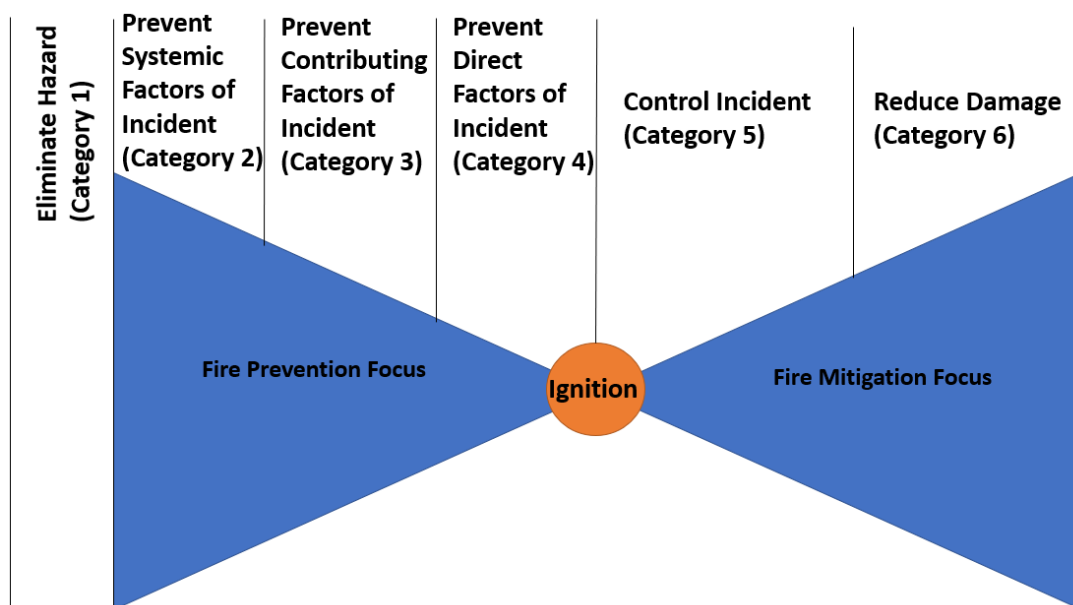 Eliminate Hazard
(Category 1)
Prevent
Systemic
Factors of
Incident
(Category 2)
Prevent
Contributing
Factors of
Incident
(Category 3)
Prevent
Direct
Factors of
Incident
(Category 4)
Control Incident
(Category 5)
Reduce Damage
(Category 6)
Fire Prevention Focus
Ignition
Fire Mitigation Focus